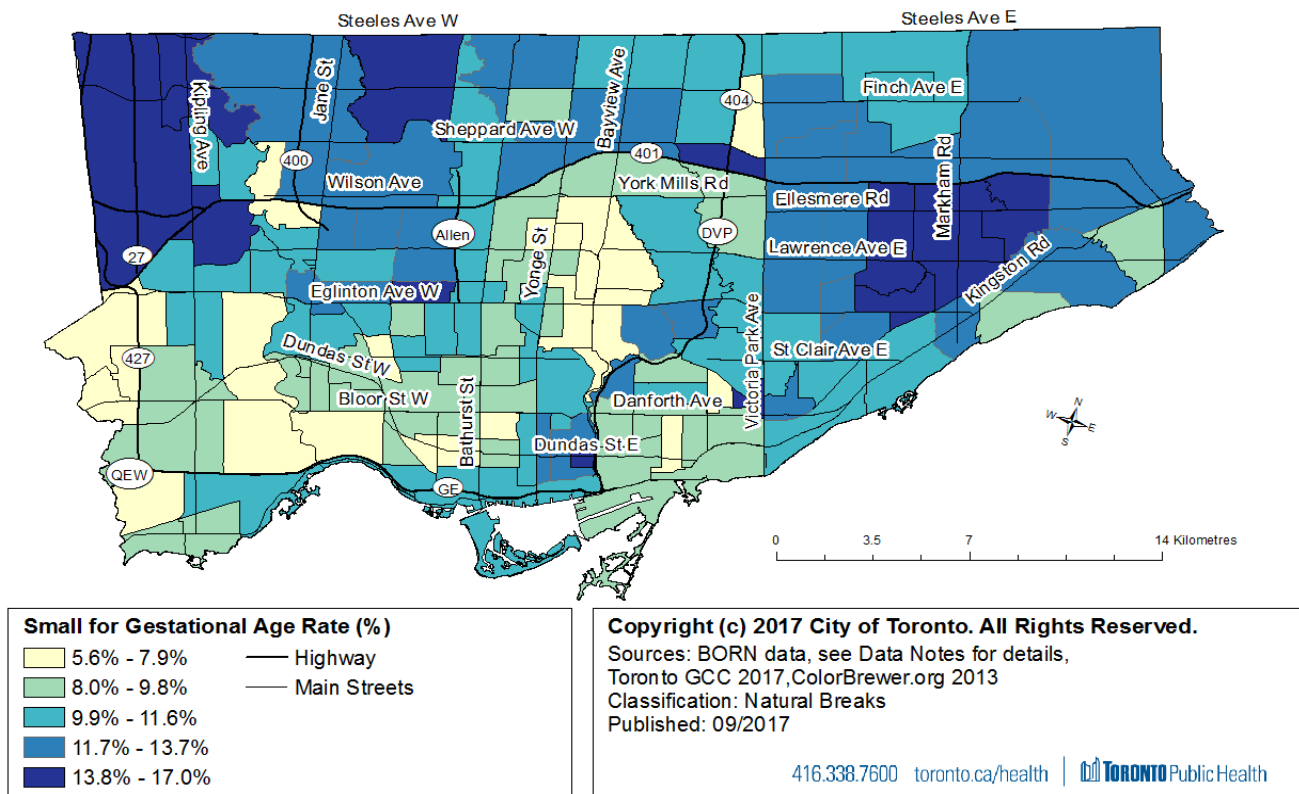 Steeles Ave W
Steeles Ave E
Kipling Ave
Jane St
Bayview Ave
404
Finch Ave E
Sheppard Ave W
400
401
Markham Rd
Wilson Ave
York Mills Rd
Ellesmere Rd
27
Allen
Yonge St
DVP
Lawrence Ave E
Kingston Rd
Eglinton Ave W
427
Dundas St W
Victoria Park Ave
St Clair Ave E
Bloor St W
Bathurst St
Danforth Ave
Dundas St E
QEW
GE
N
W
E
S
0
3.5
7
14 Kilometres
Small for Gestational Age Rate (%)
5.6% - 7.9%
Highway
8.0% - 9.8%
Main Streets
9.9% - 11.6%
11.7% - 13.7%
13.8% - 17.0%
Copyright (c) 2017 City of Toronto. All Rights Reserved.
Sources: BORN data, see Data Notes for details,
Toronto GCC 2017,ColorBrewer.org 2013
Classification: Natural Breaks
Published: 09/2017
416.338.7600 toronto.ca/health
TORONTO Public Health